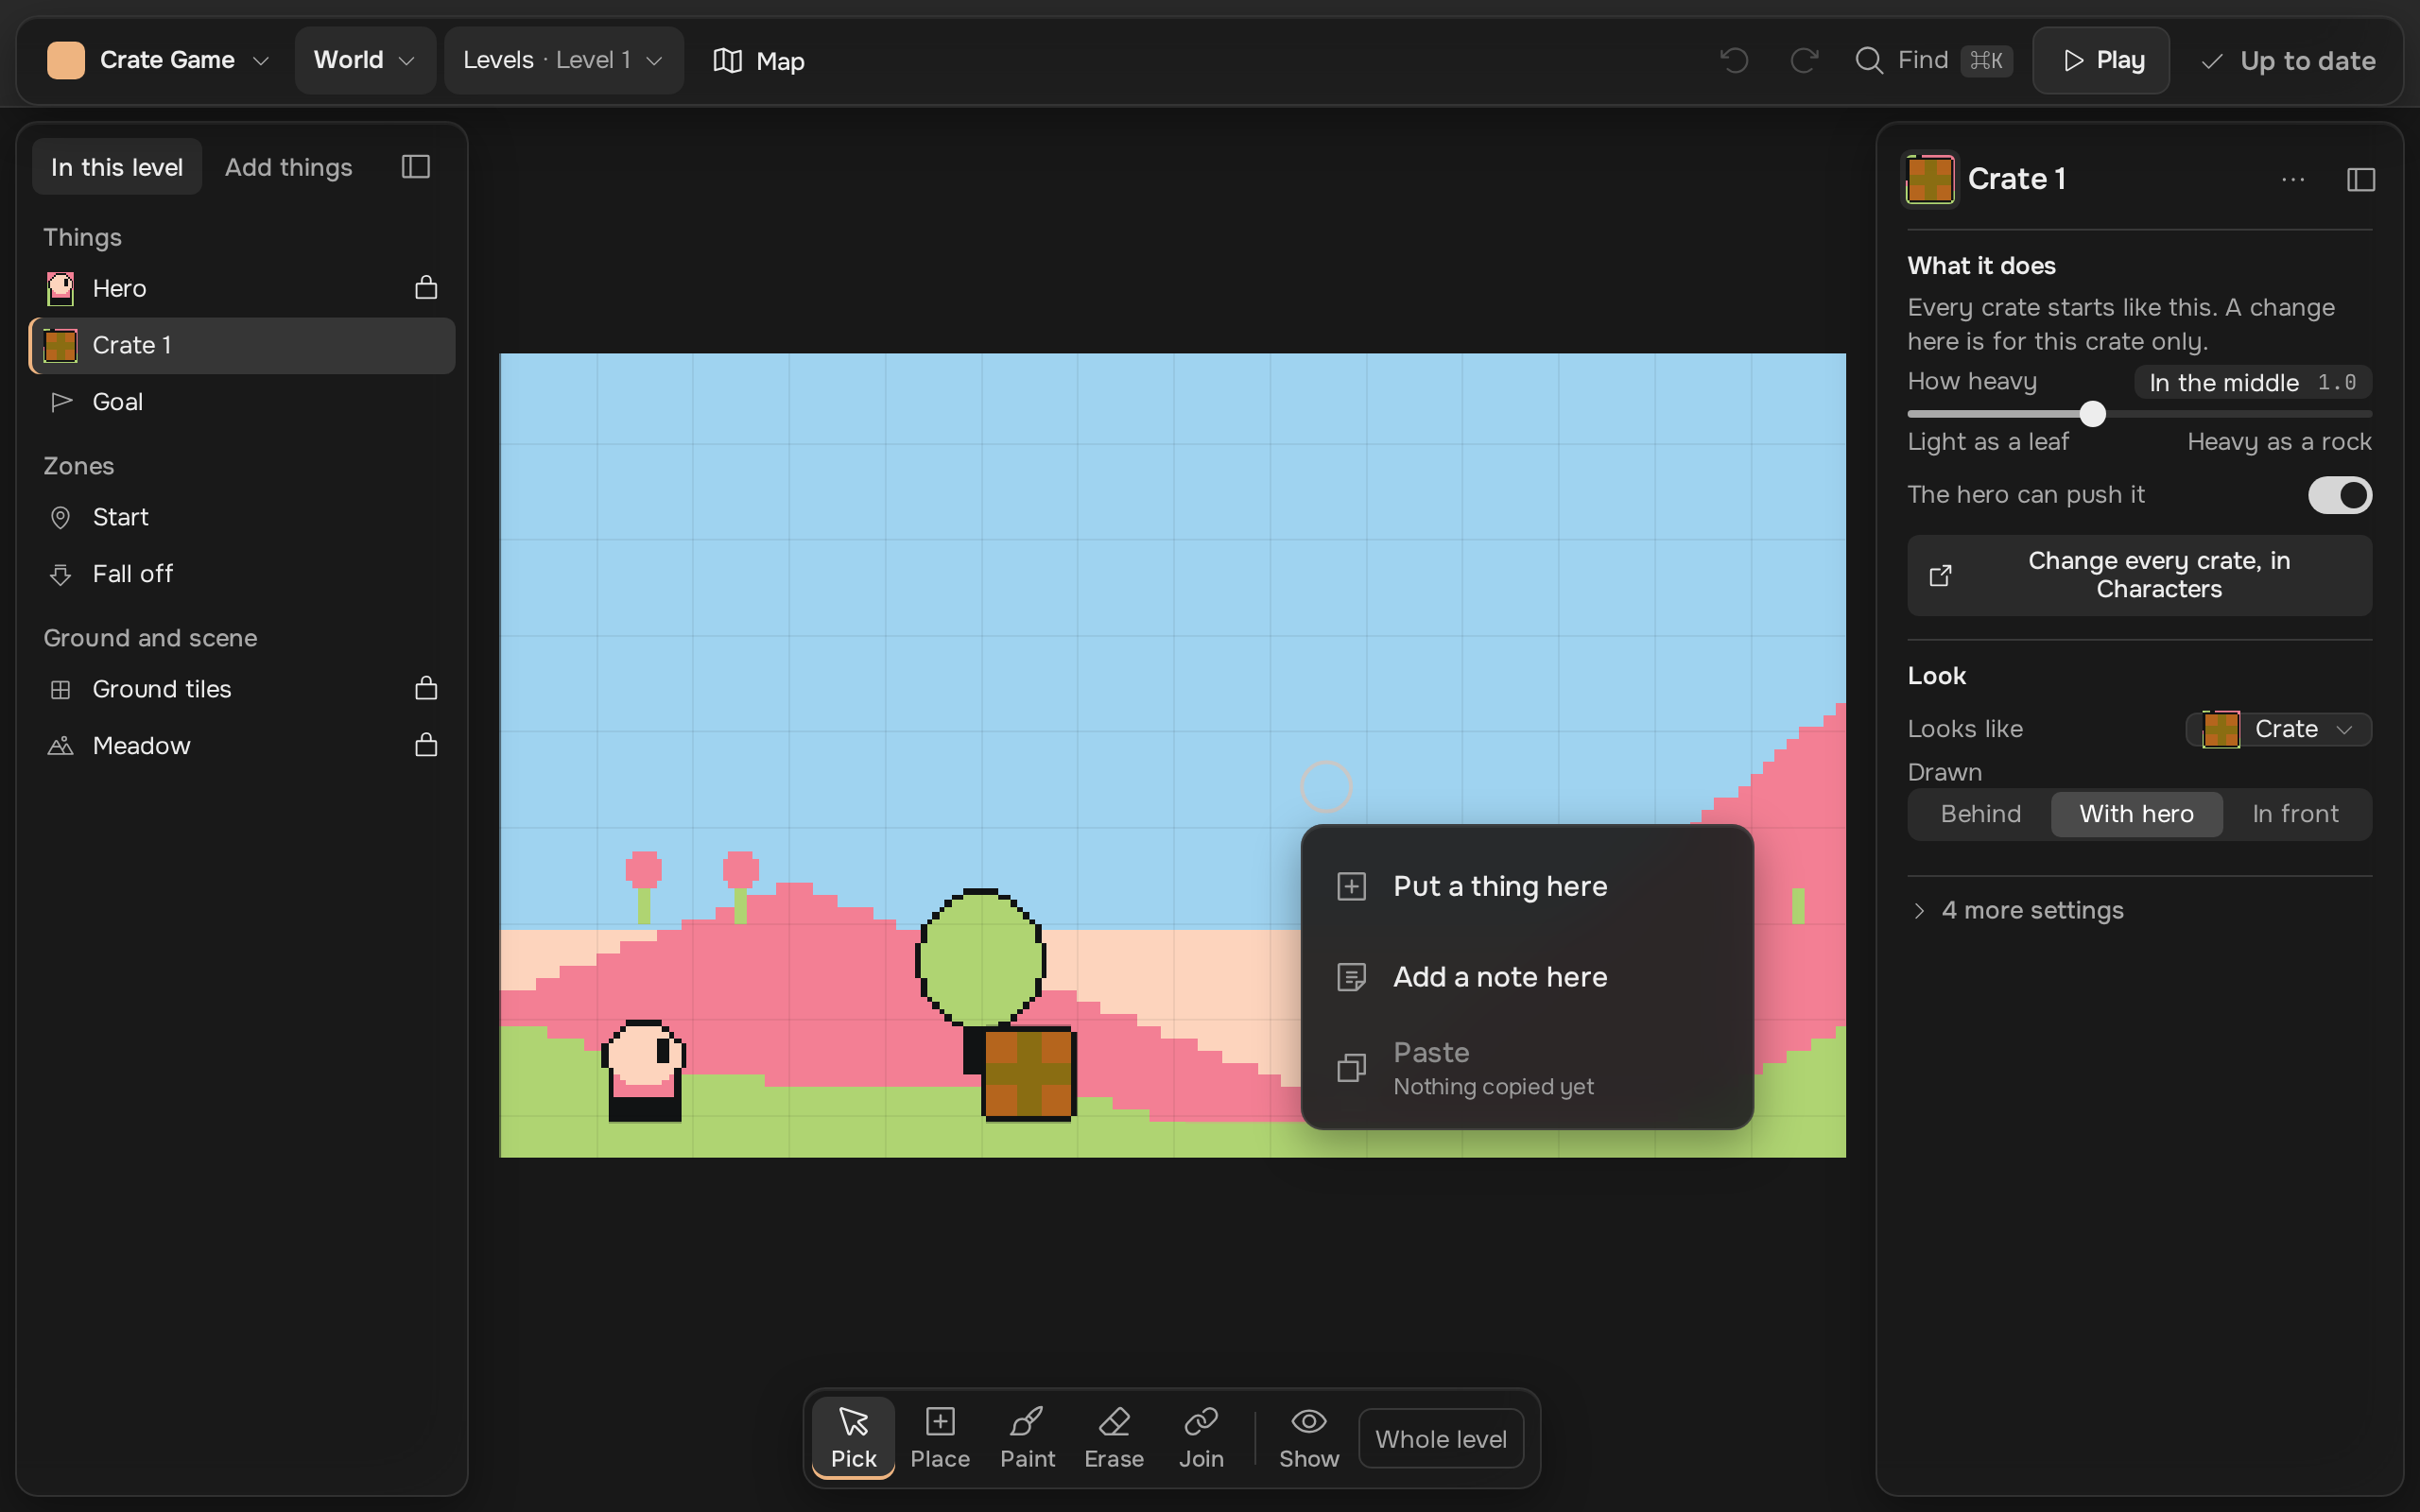 Crate Game
World
Levels · Level 1
Map
Find ⌘K
Play
Up to date
In this level
Add things
Things
Hero
Crate 1
Goal
Zones
Start
Fall off
Ground and scene
Ground tiles
Meadow
Put a thing here
Add a note here
Paste
Nothing copied yet
Pick
Place
Paint
Erase
Join
Show
Whole level
Crate 1
What it does
Every crate starts like this. A change
here is for this crate only.
How heavy
In the middle 1.0
Light as a leaf
Heavy as a rock
The hero can push it
Change every crate, in
Characters
Look
Looks like
Crate
Drawn
Behind
With hero
In front
4 more settings